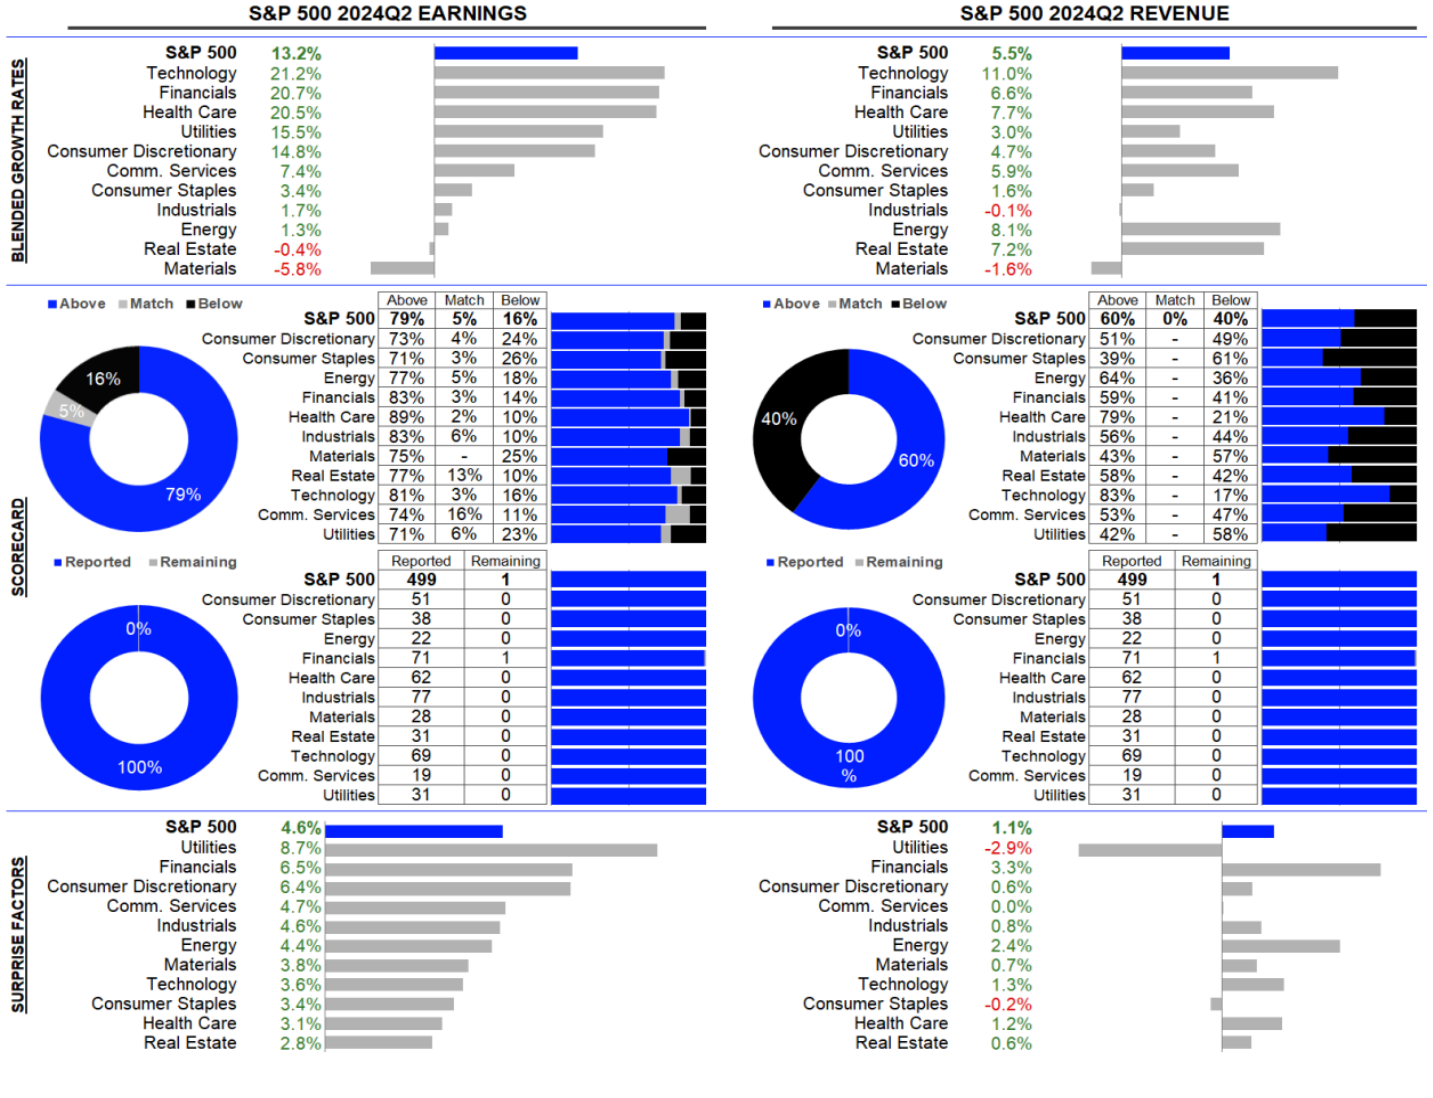 S&P 500 2024Q2 EARNINGS
BLENDED GROWTH RATES
S&P 500 13.2%
Technology 21.2%
Financials 20.7%
Health Care 20.5%
Utilities 15.5%
Consumer Discretionary 14.8%
Comm. Services 7.4%
Consumer Staples 3.4%
Industrials 1.7%
Energy 1.3%
Real Estate -0.4%
Materials -5.8%
S&P 500 2024Q2 REVENUE
S&P 500 5.5%
Technology 11.0%
Financials 6.6%
Health Care 7.7%
Utilities 3.0%
Consumer Discretionary 4.7%
Comm. Services 5.9%
Consumer Staples 1.6%
Industrials -0.1%
Energy 8.1%
Real Estate 7.2%
Materials -1.6%
SCORECARD
Above Match Below
16%
5%
79%
Above Match Below
S&P 500 79% 5% 16%
Consumer Discretionary 73% 4% 24%
Consumer Staples 71% 3% 26%
Energy 77% 5% 18%
Financials 83% 3% 14%
Health Care 89% 2% 10%
Industrials 83% 6% 10%
Materials 75% - 25%
Real Estate 77% 13% 10%
Technology 81% 3% 16%
Comm. Services 74% 16% 11%
Utilities 71% 6% 23%
Above Match Below
40%
60%
Above Match Below
S&P 500 60% 0% 40%
Consumer Discretionary 51% - 49%
Consumer Staples 39% - 61%
Energy 64% - 36%
Financials 59% - 41%
Health Care 79% - 21%
Industrials 56% - 44%
Materials 43% - 57%
Real Estate 58% - 42%
Technology 83% - 17%
Comm. Services 53% - 47%
Utilities 42% - 58%
Reported Remaining
0%
100%
Reported Remaining
S&P 500 499 1
Consumer Discretionary 51 0
Consumer Staples 38 0
Energy 22 0
Financials 71 1
Health Care 62 0
Industrials 77 0
Materials 28 0
Real Estate 31 0
Technology 69 0
Comm. Services 19 0
Utilities 31 0
Reported Remaining
0%
100
%
Reported Remaining
S&P 500 499 1
Consumer Discretionary 51 0
Consumer Staples 38 0
Energy 22 0
Financials 71 1
Health Care 62 0
Industrials 77 0
Materials 28 0
Real Estate 31 0
Technology 69 0
Comm. Services 19 0
Utilities 31 0
SURPRISE FACTORS
S&P 500 4.6%
Utilities 8.7%
Financials 6.5%
Consumer Discretionary 6.4%
Comm. Services 4.7%
Industrials 4.6%
Energy 4.4%
Materials 3.8%
Technology 3.6%
Consumer Staples 3.4%
Health Care 3.1%
Real Estate 2.8%
S&P 500 1.1%
Utilities -2.9%
Financials 3.3%
Consumer Discretionary 0.6%
Comm. Services 0.0%
Industrials 0.8%
Energy 2.4%
Materials 0.7%
Technology 1.3%
Consumer Staples -0.2%
Health Care 1.2%
Real Estate 0.6%